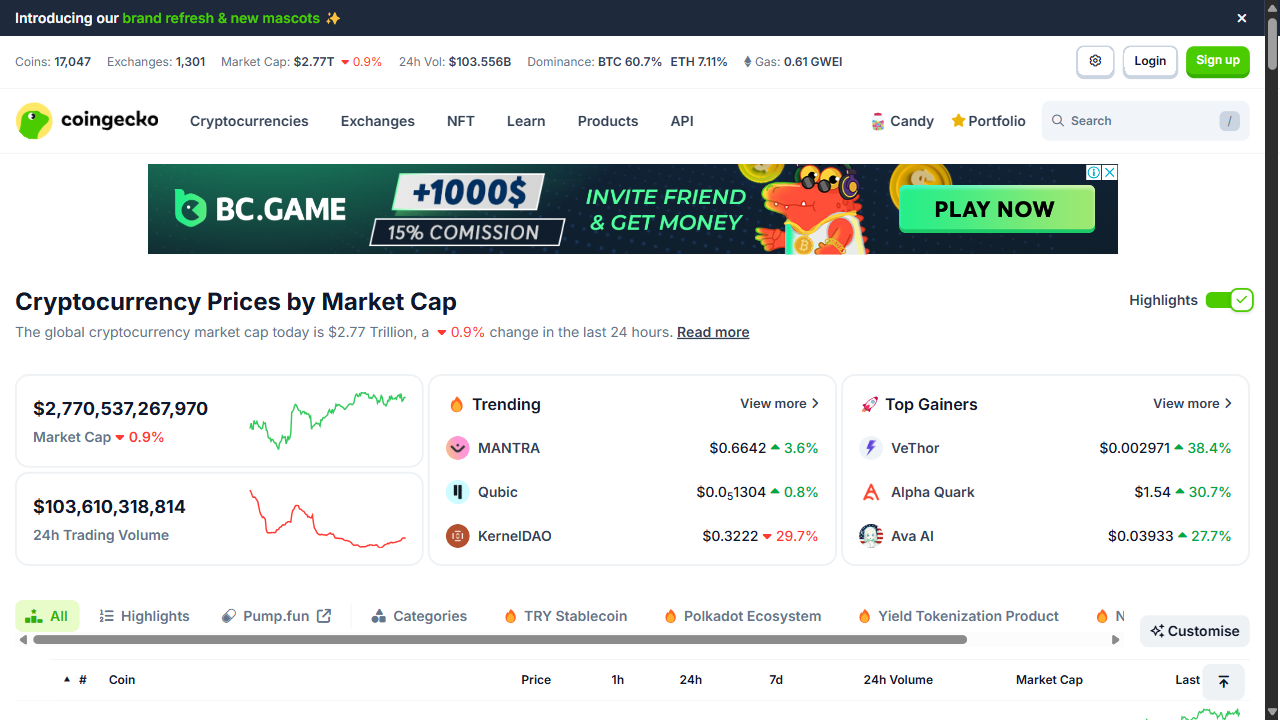 Introducing our brand refresh & new mascots ✨
Coins: 17,047 Exchanges: 1,301 Market Cap: $2.77T 0.9% 24h Vol: $103.556B Dominance: BTC 60.7% ETH 7.11% Gas: 0.61 GWEI
Login
Sign up
coingecko
Cryptocurrencies Exchanges NFT Learn Products API
Candy Portfolio
Search /
BC.GAME
+1000$
15% COMISSION
INVITE FRIEND
& GET MONEY
PLAY NOW
Cryptocurrency Prices by Market Cap
Highlights
The global cryptocurrency market cap today is $2.77 Trillion, a 0.9% change in the last 24 hours. Read more
$2,770,537,267,970
Market Cap 0.9%
$103,610,318,814
24h Trading Volume
Trending View more
MANTRA $0.6642 3.6%
Qubic $0.0₅1304 0.8%
KernelDAO $0.3222 29.7%
Top Gainers View more
VeThor $0.002971 38.4%
Alpha Quark $1.54 30.7%
Ava AI $0.03933 27.7%
All Highlights Pump.fun Categories TRY Stablecoin Polkadot Ecosystem Yield Tokenization Product N
Customise
# Coin Price 1h 24h 7d 24h Volume Market Cap Last